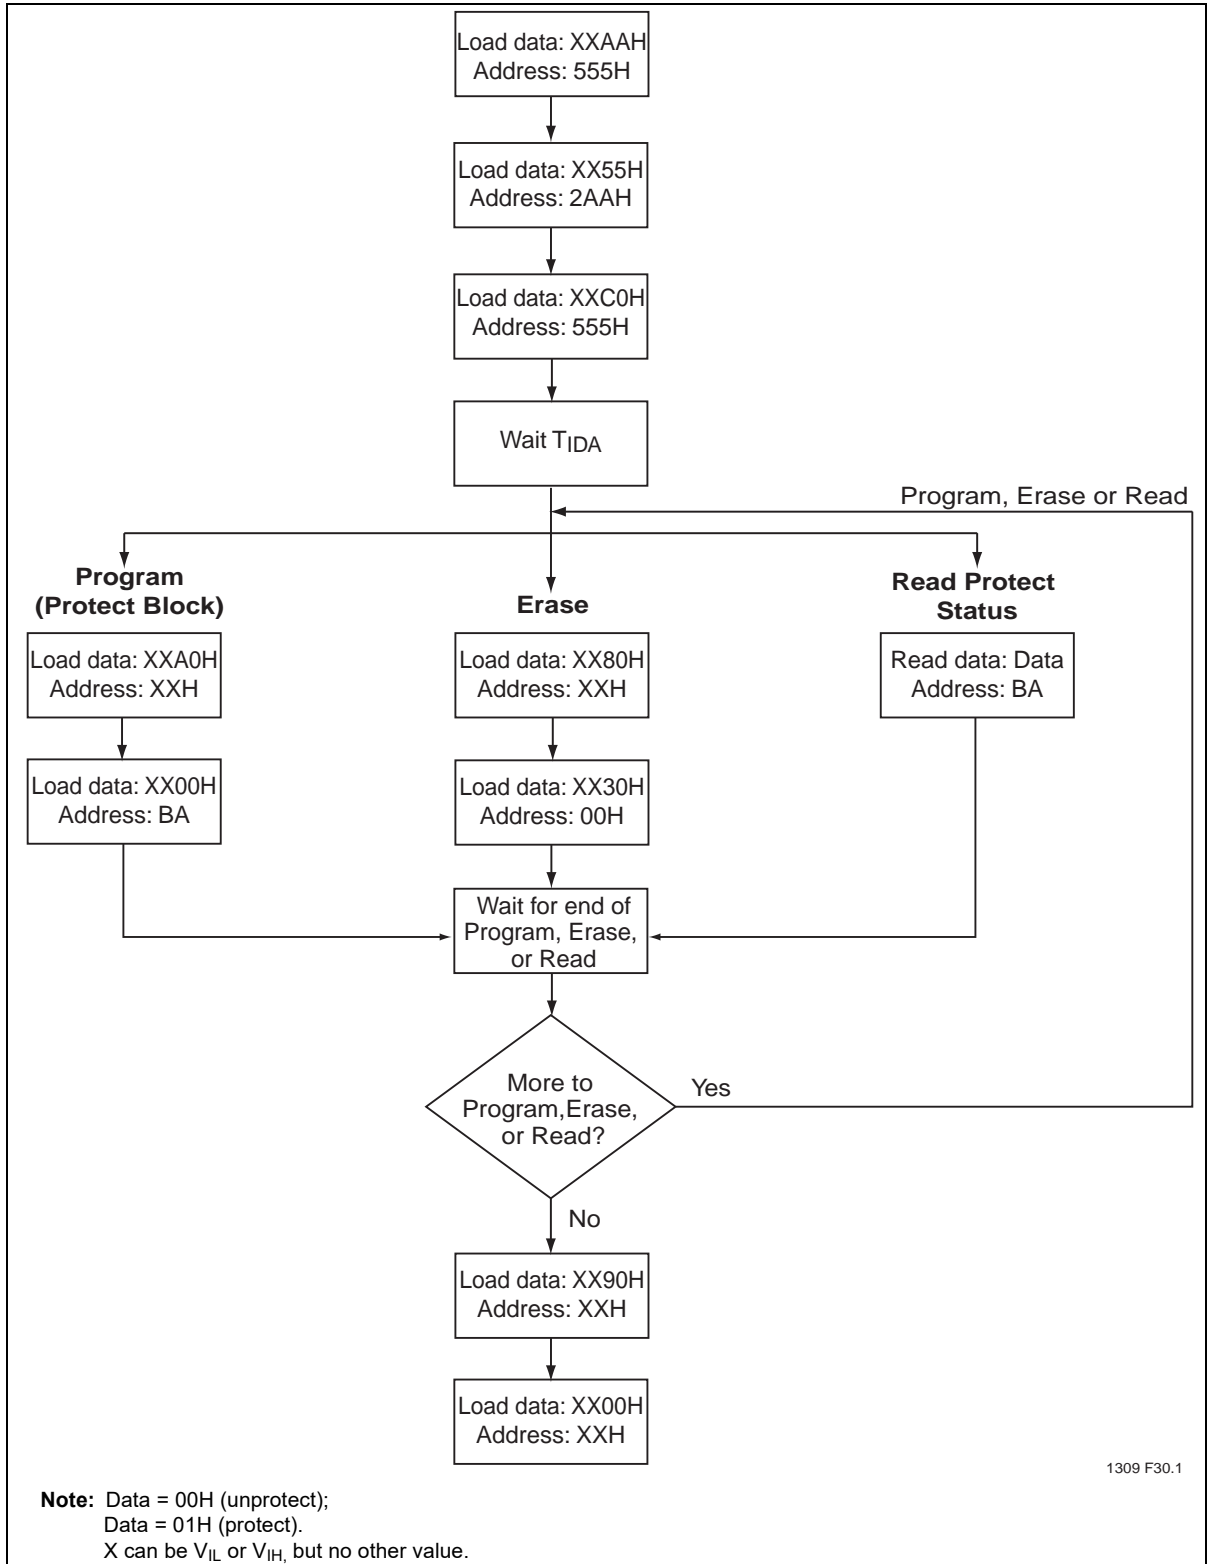 Load data: XXAAH
Address: 555H
Load data: XX55H
Address: 2AAH
Load data: XXC0H
Address: 555H
Wait TIDA
Program, Erase or Read
Program
(Protect Block)
Erase
Read Protect
Status
Load data: XXA0H
Address: XXH
Load data: XX80H
Address: XXH
Read data: Data
Address: BA
Load data: XX00H
Address: BA
Load data: XX30H
Address: 00H
Wait for end of
Program, Erase,
or Read
More to
Program,Erase,
or Read?
Yes
No
Load data: XX90H
Address: XXH
Load data: XX00H
Address: XXH
1309 F30.1
Note: Data = 00H (unprotect);
Data = 01H (protect).
X can be VIL or VIH, but no other value.